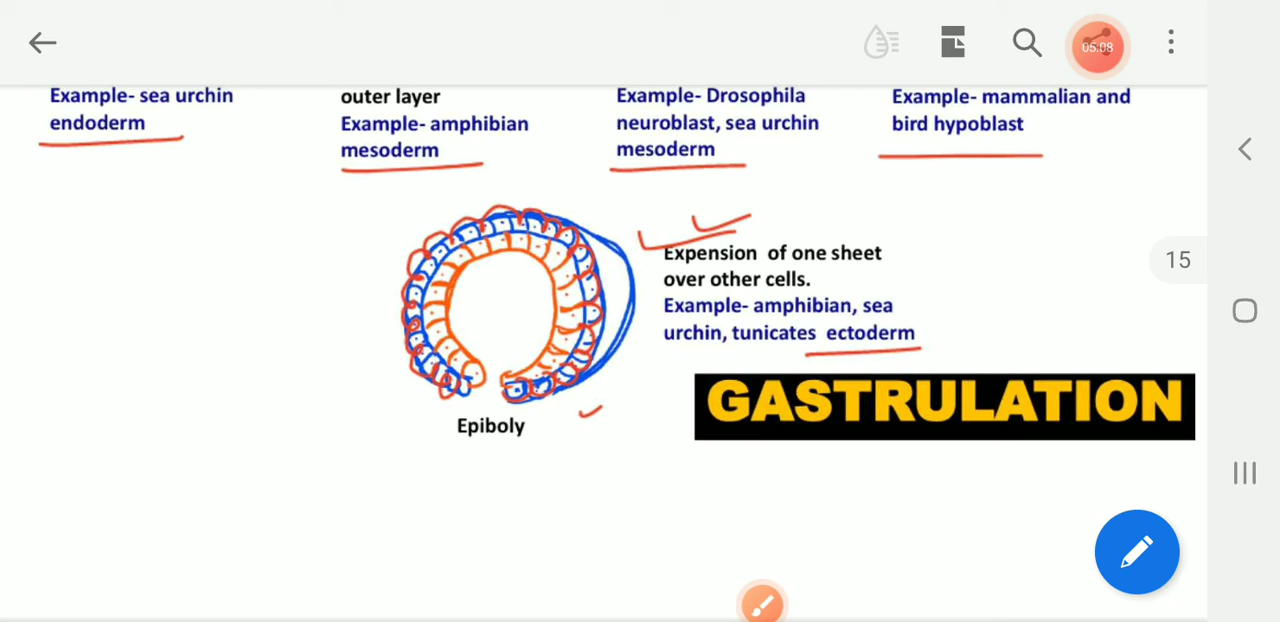 05:08
Example- sea urchin
endoderm
outer layer
Example- amphibian
mesoderm
Example- Drosophila
neuroblast, sea urchin
mesoderm
Example- mammalian and
bird hypoblast
Expension of one sheet
over other cells.
Example- amphibian, sea
urchin, tunicates ectoderm
15
GASTRULATION
Epiboly